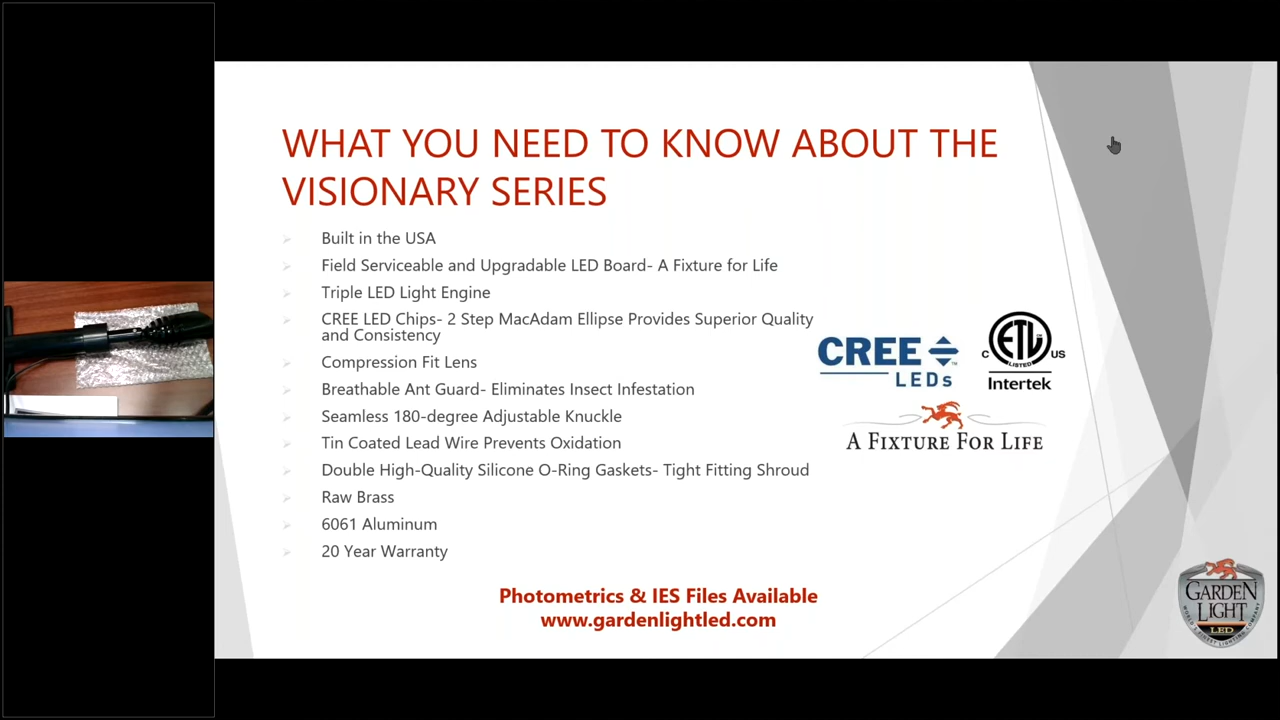 WHAT YOU NEED TO KNOW ABOUT THE
VISIONARY SERIES
Built in the USA
Field Serviceable and Upgradable LED Board- A Fixture for Life
Triple LED Light Engine
CREE LED Chips- 2 Step MacAdam Ellipse Provides Superior Quality
and Consistency
Compression Fit Lens
Breathable Ant Guard- Eliminates Insect Infestation
Seamless 180-degree Adjustable Knuckle
Tin Coated Lead Wire Prevents Oxidation
Double High-Quality Silicone O-Ring Gaskets- Tight Fitting Shroud
Raw Brass
6061 Aluminum
20 Year Warranty
CREE
LEDs
ETL
C LISTED US
Intertek
A FIXTURE FOR LIFE
Photometrics & IES Files Available
www.gardenlightled.com
GARDEN
LIGHT
LED